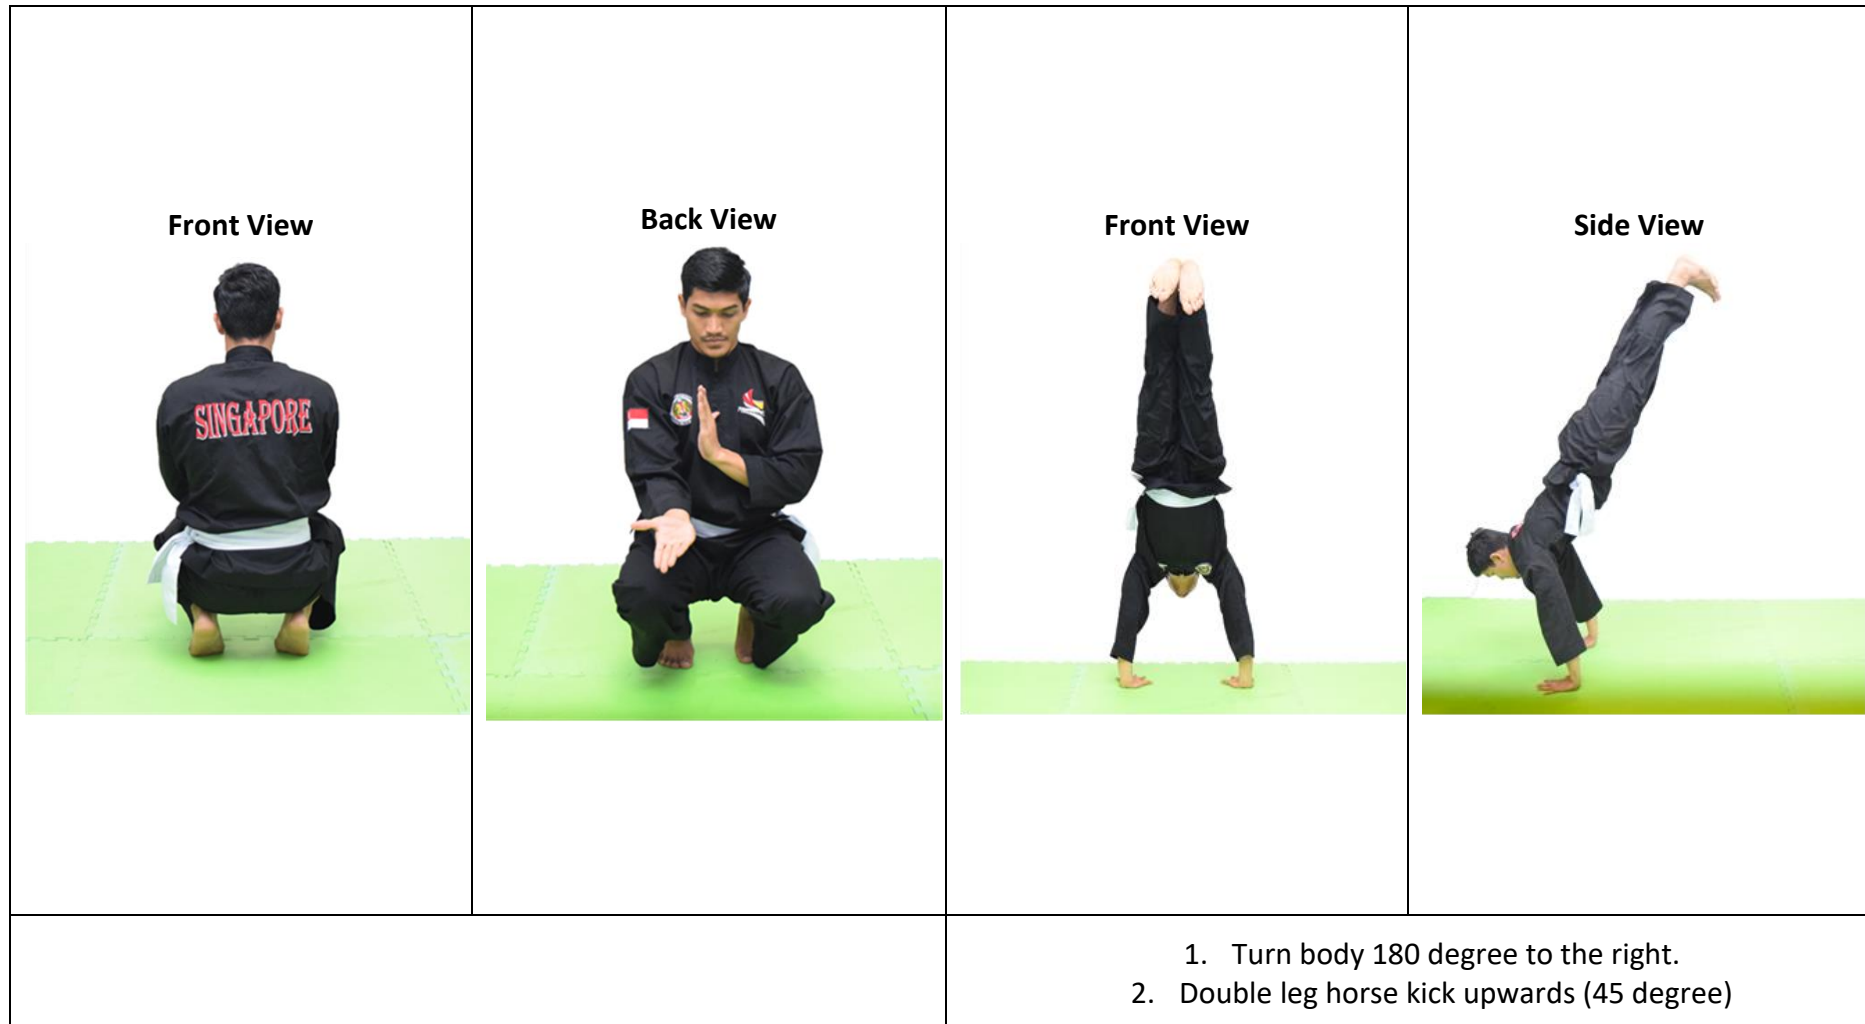 Front View
Back View
Front View
Side View
SINGAPORE
1. Turn body 180 degree to the right.
2. Double leg horse kick upwards (45 degree)